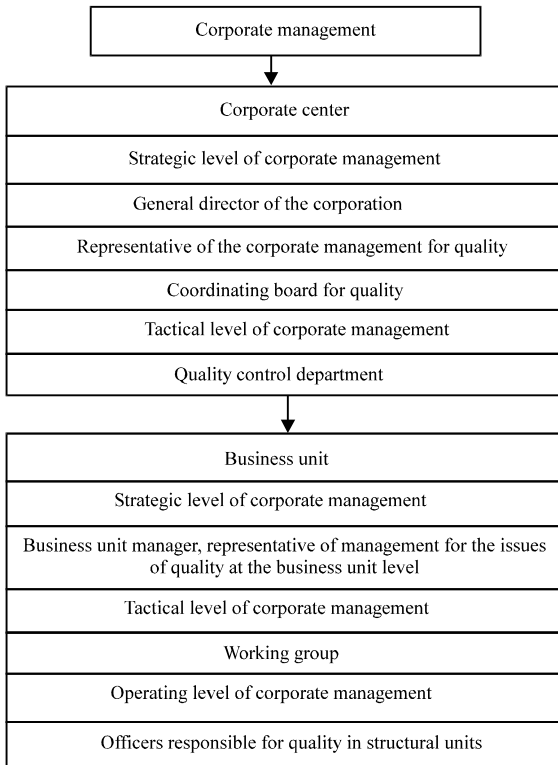 Corporate management
Corporate center
Strategic level of corporate management
General director of the corporation
Representative of the corporate management for quality
Coordinating board for quality
Tactical level of corporate management
Quality control department
Business unit
Strategic level of corporate management
Business unit manager, representative of management for the issues
of quality at the business unit level
Tactical level of corporate management
Working group
Operating level of corporate management
Officers responsible for quality in structural units